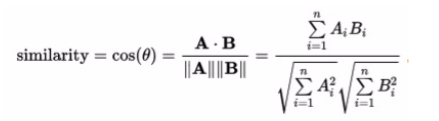 similarity = cos(θ) = A · B / ‖A‖‖B‖ = n ∑ i=1 A_i B_i / √ n ∑ i=1 A_i^2 √ n ∑ i=1 B_i^2 .